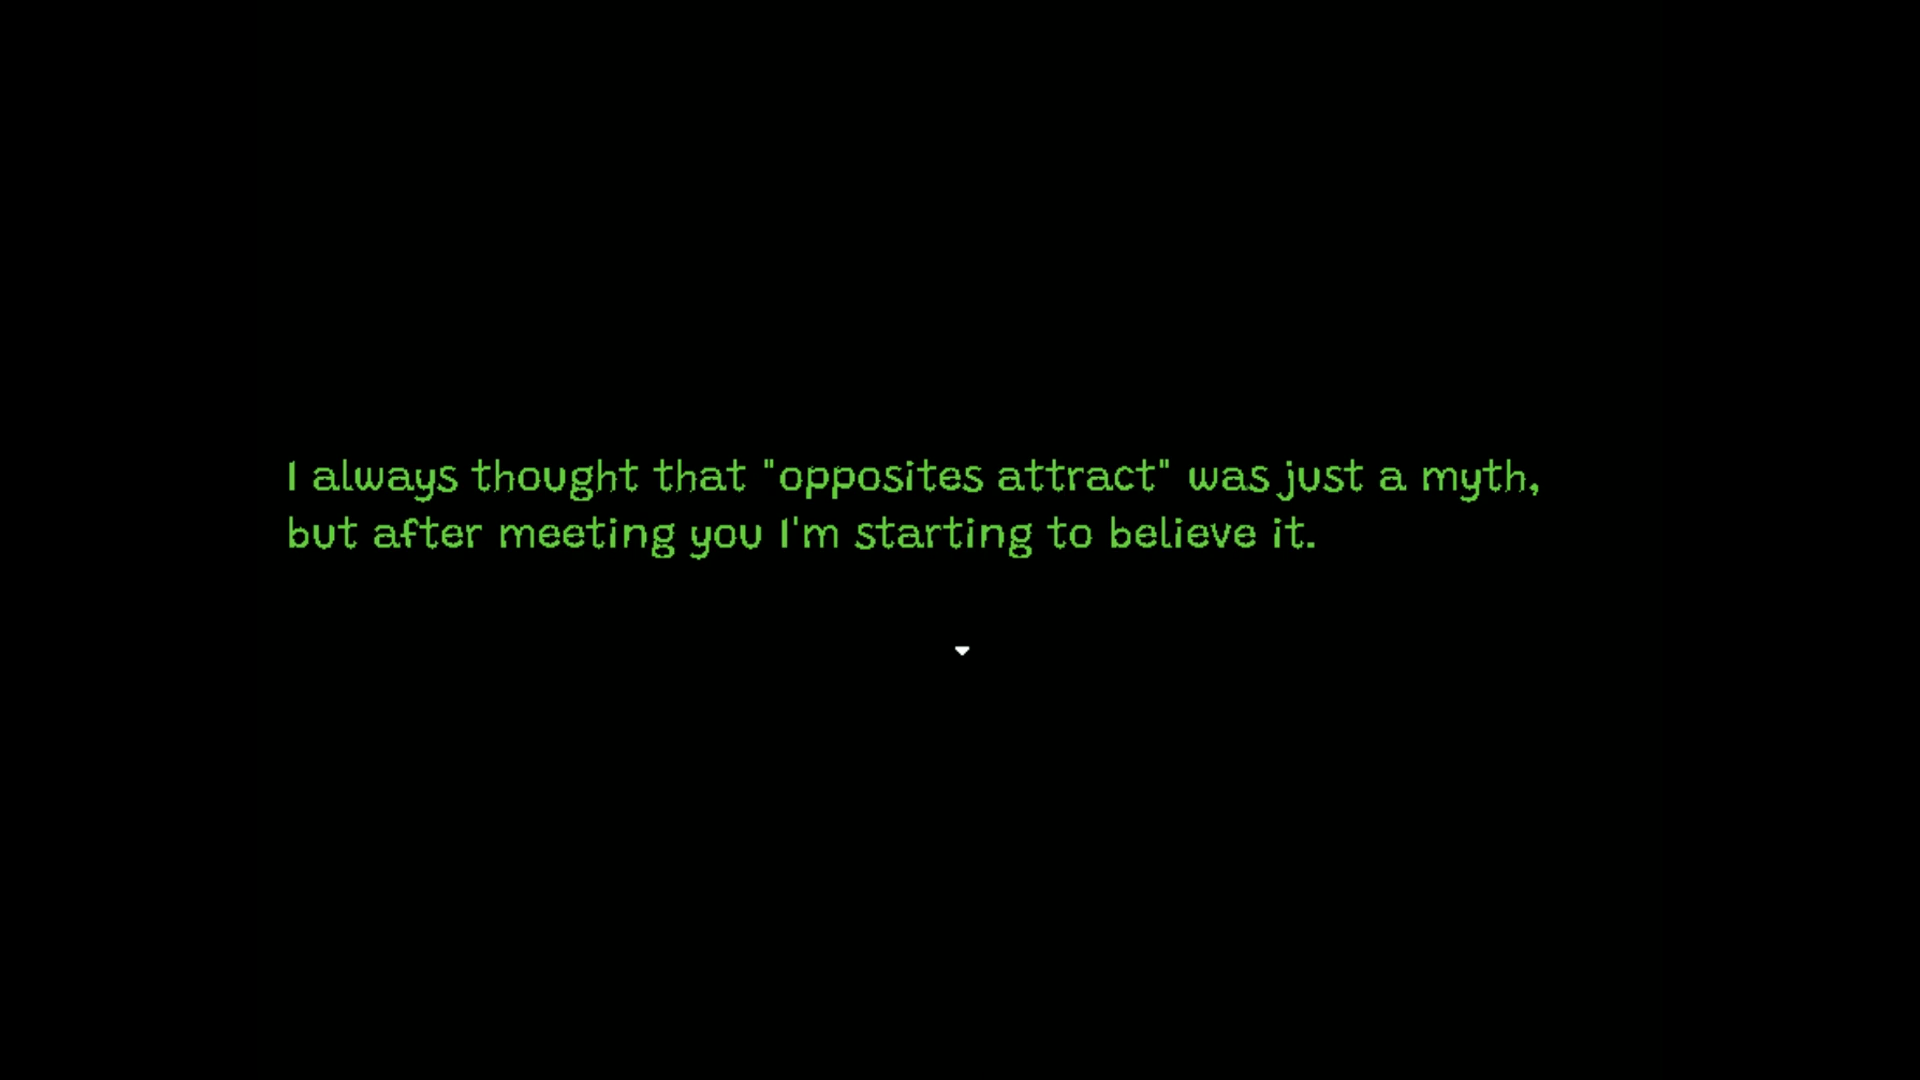 I always thought that "opposites attract" was just a myth,
but after meeting you I'm starting to believe it.